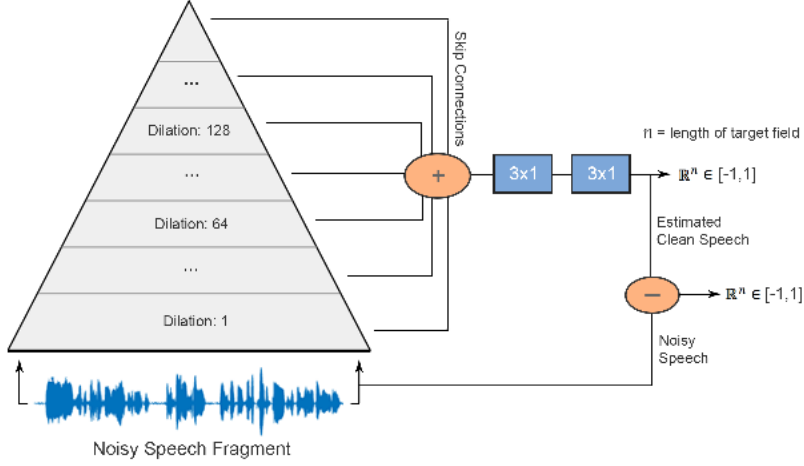 ...
Dilation: 128
...
Dilation: 64
...
Dilation: 1
Noisy Speech Fragment
Skip Connections
+
3x1
3x1
n = length of target field
ℝⁿ ∈ [-1,1]
Estimated
Clean Speech
−
ℝⁿ ∈ [-1,1]
Noisy
Speech